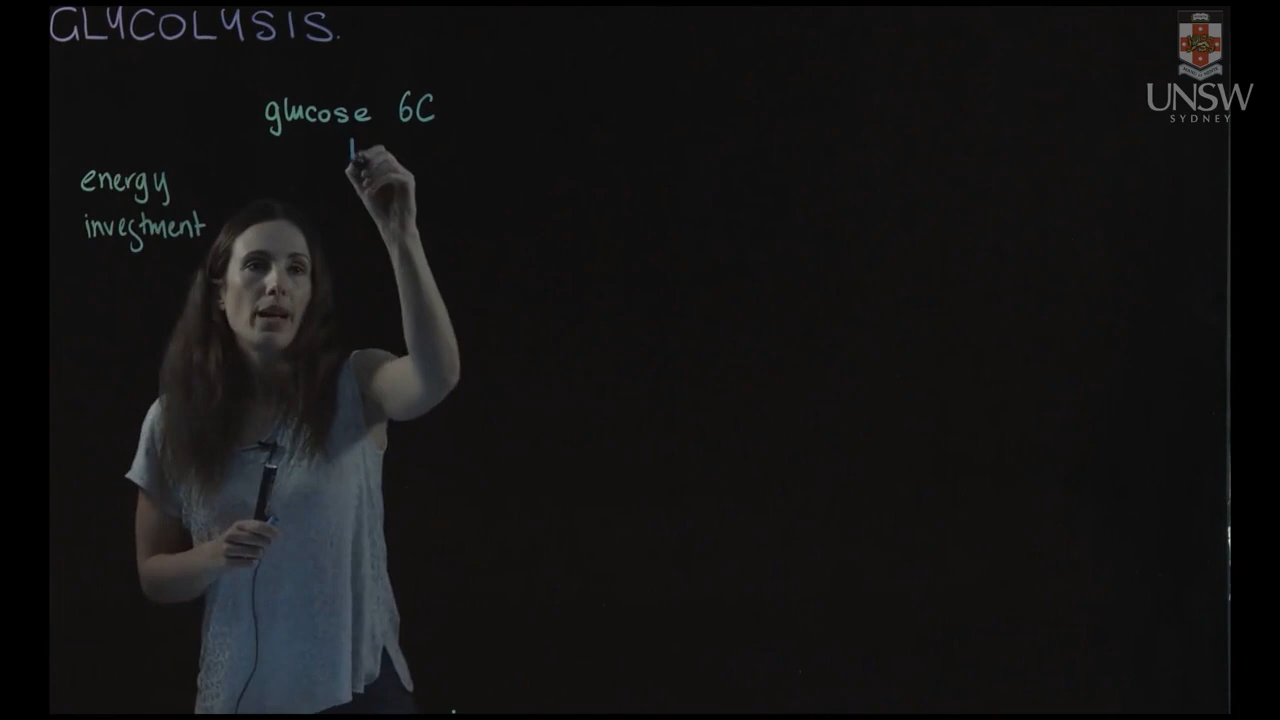 GLYCOLYSIS.
glucose 6C
energy
investment
UNSW
SYDNEY